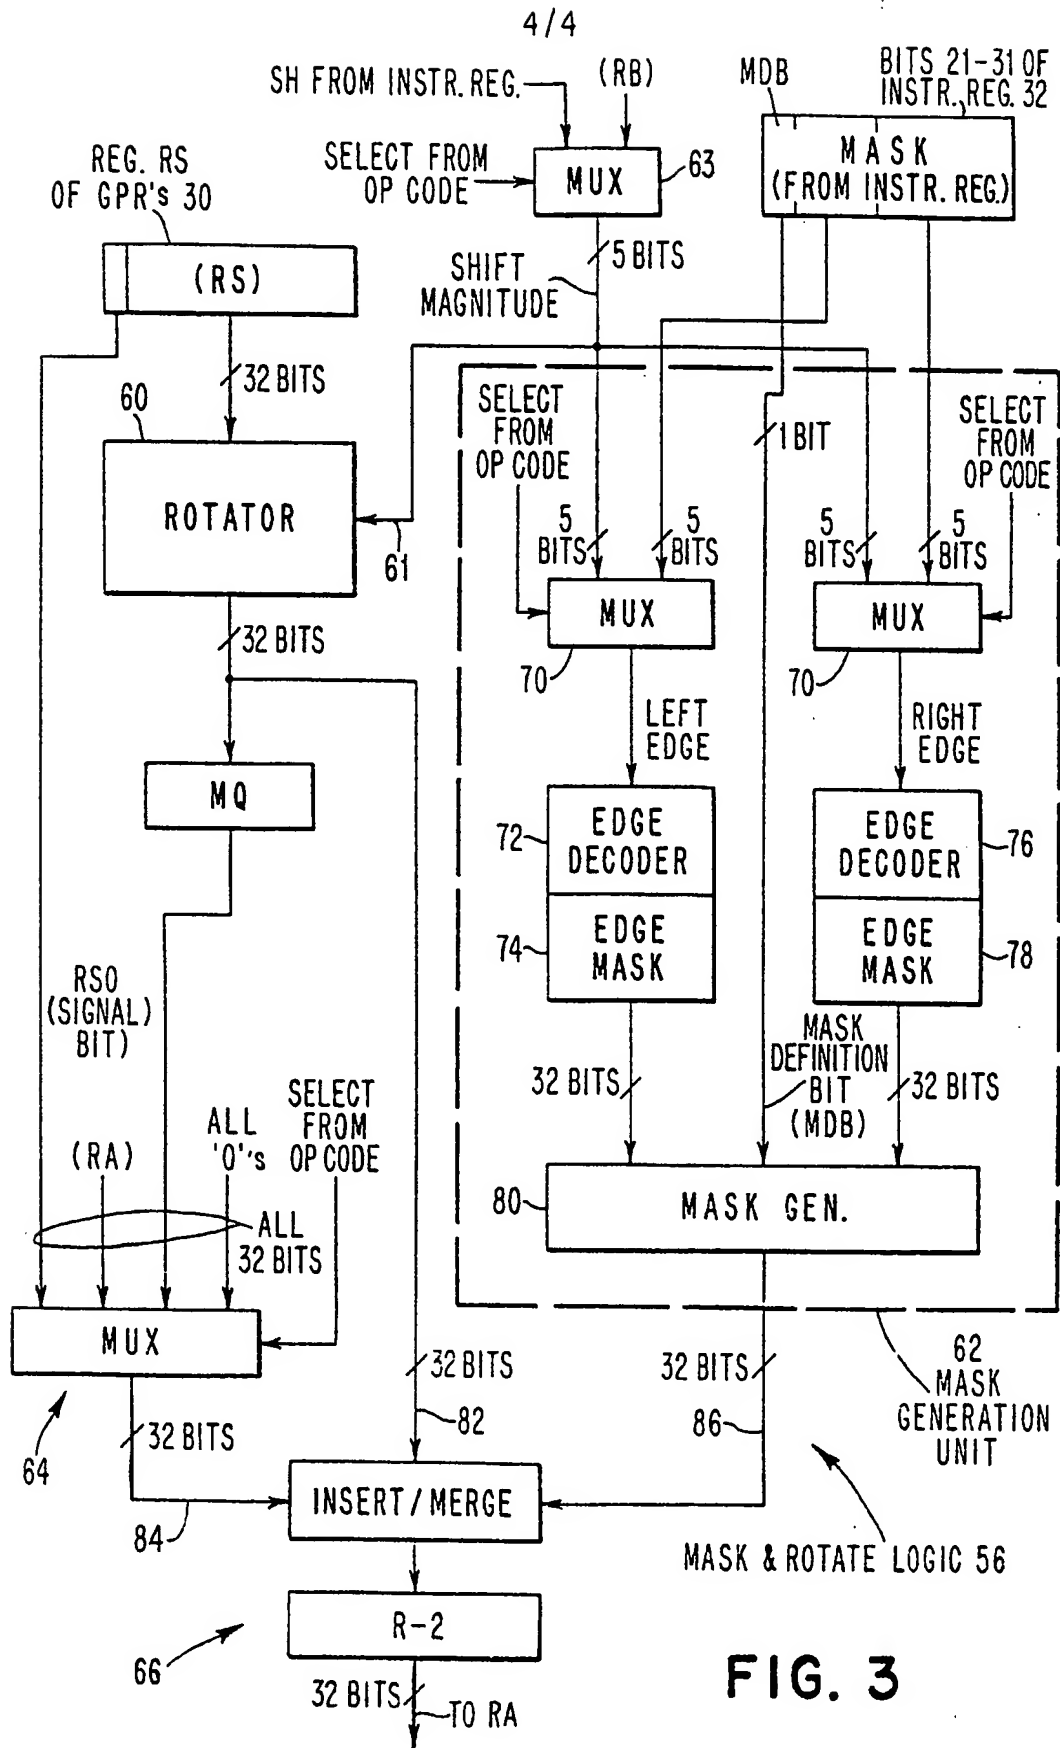 4/4
SH FROM INSTR. REG.
(RB)
MDB
BITS 21-31 OF
INSTR. REG. 32
REG. RS
OF GPR's 30
SELECT FROM
OP CODE
MUX
63
MASK
(FROM INSTR. REG.)
(RS)
5 BITS
SHIFT
MAGNITUDE
32 BITS
60
ROTATOR
61
SELECT
FROM
OP CODE
1 BIT
SELECT
FROM
OP CODE
5
BITS
5
BITS
5
BITS
5
BITS
MUX
70
MUX
70
32 BITS
LEFT
EDGE
RIGHT
EDGE
MQ
72
EDGE
DECODER
74
EDGE
MASK
EDGE
DECODER
76
EDGE
MASK
78
RSO
(SIGNAL)
BIT)
MASK
DEFINITION
BIT
(MDB)
32 BITS
32 BITS
(RA)
ALL
'0's
SELECT
FROM
OP CODE
ALL
32 BITS
80
MASK GEN.
MUX
64
32 BITS
32 BITS
82
32 BITS
86
62
MASK
GENERATION
UNIT
84
INSERT/MERGE
MASK & ROTATE LOGIC 56
R-2
66
32 BITS
TO RA
FIG. 3